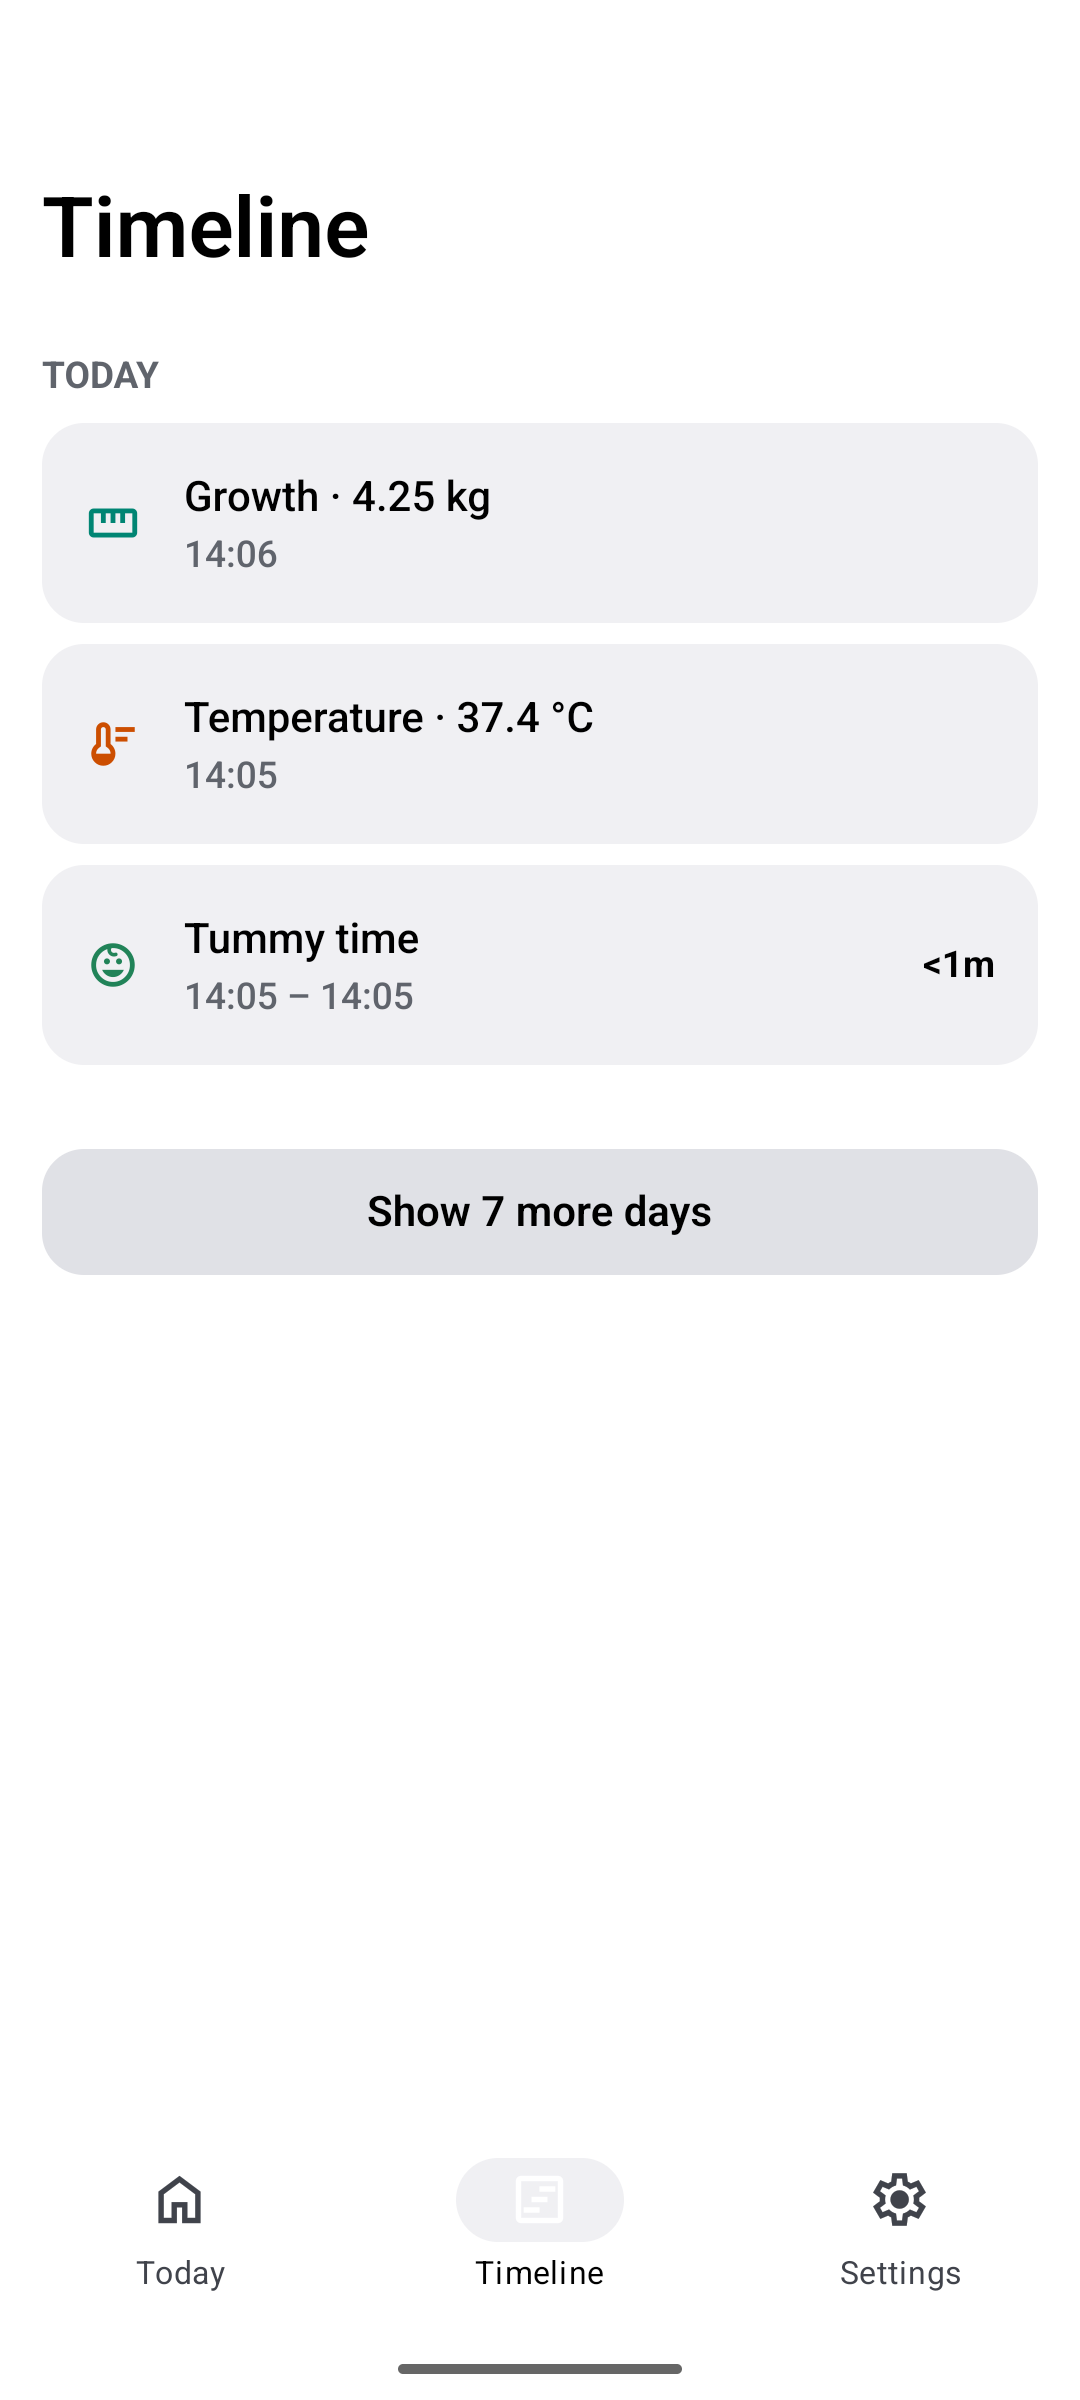 Timeline
TODAY
Growth · 4.25 kg
14:06
Temperature · 37.4 °C
14:05
Tummy time
14:05 – 14:05
<1m
Show 7 more days
Today
Timeline
Settings